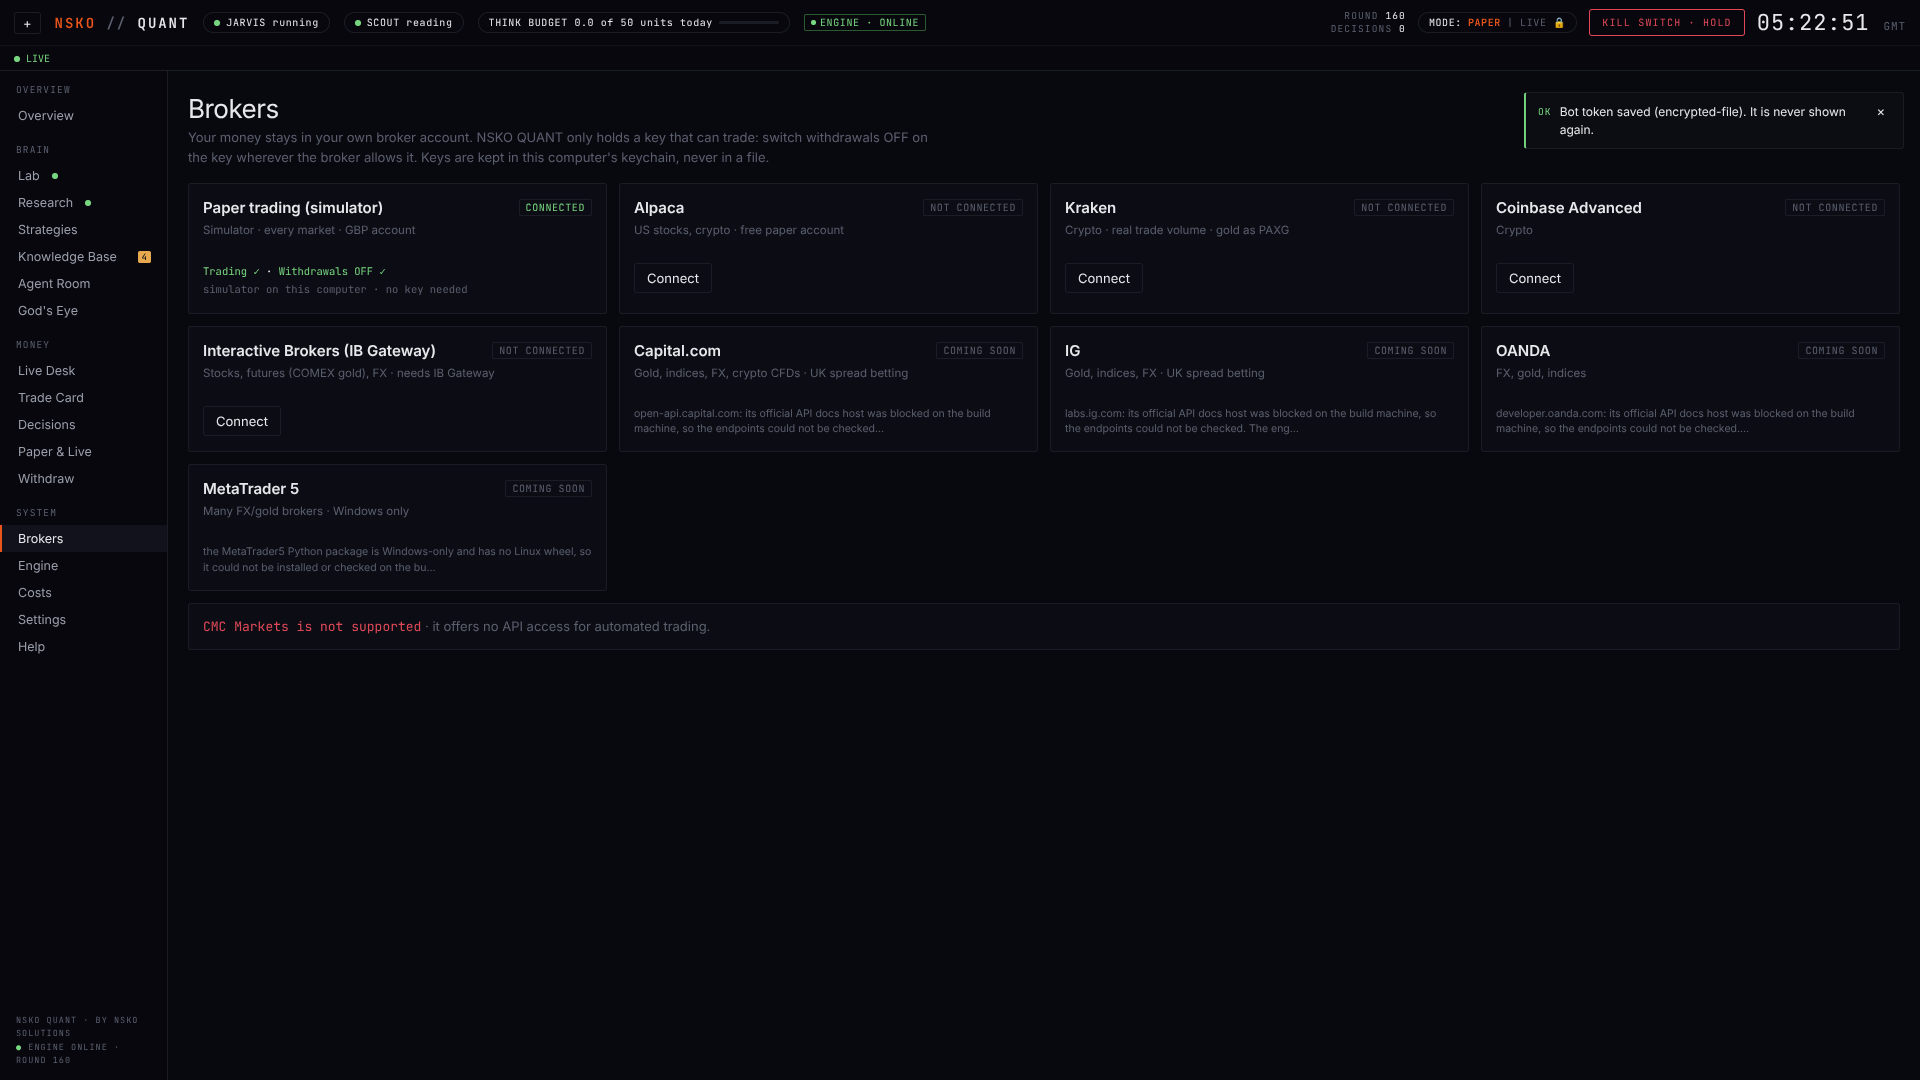 + NSKO // QUANT JARVIS running SCOUT reading THINK BUDGET 0.0 of 50 units today ENGINE · ONLINE ROUND 160 DECISIONS 0 MODE: PAPER | LIVE 🔒 KILL SWITCH · HOLD 05:22:51 GMT
LIVE
OVERVIEW
Overview
BRAIN
Lab
Research
Strategies
Knowledge Base 4
Agent Room
God's Eye
MONEY
Live Desk
Trade Card
Decisions
Paper & Live
Withdraw
SYSTEM
Brokers
Engine
Costs
Settings
Help
NSKO QUANT · BY NSKO
SOLUTIONS
ENGINE ONLINE ·
ROUND 160
Brokers
Your money stays in your own broker account. NSKO QUANT only holds a key that can trade: switch withdrawals OFF on
the key wherever the broker allows it. Keys are kept in this computer's keychain, never in a file.
OK Bot token saved (encrypted-file). It is never shown ×
again.
Paper trading (simulator) CONNECTED
Simulator · every market · GBP account
Trading ✓ · Withdrawals OFF ✓
simulator on this computer · no key needed
Alpaca NOT CONNECTED
US stocks, crypto · free paper account
Connect
Kraken NOT CONNECTED
Crypto · real trade volume · gold as PAXG
Connect
Coinbase Advanced NOT CONNECTED
Crypto
Connect
Interactive Brokers (IB Gateway) NOT CONNECTED
Stocks, futures (COMEX gold), FX · needs IB Gateway
Connect
Capital.com COMING SOON
Gold, indices, FX, crypto CFDs · UK spread betting
open-api.capital.com: its official API docs host was blocked on the build
machine, so the endpoints could not be checked...
IG COMING SOON
Gold, indices, FX · UK spread betting
labs.ig.com: its official API docs host was blocked on the build machine, so
the endpoints could not be checked. The eng...
OANDA COMING SOON
FX, gold, indices
developer.oanda.com: its official API docs host was blocked on the build
machine, so the endpoints could not be checked....
MetaTrader 5 COMING SOON
Many FX/gold brokers · Windows only
the MetaTrader5 Python package is Windows-only and has no Linux wheel, so
it could not be installed or checked on the bu...
CMC Markets is not supported · it offers no API access for automated trading.